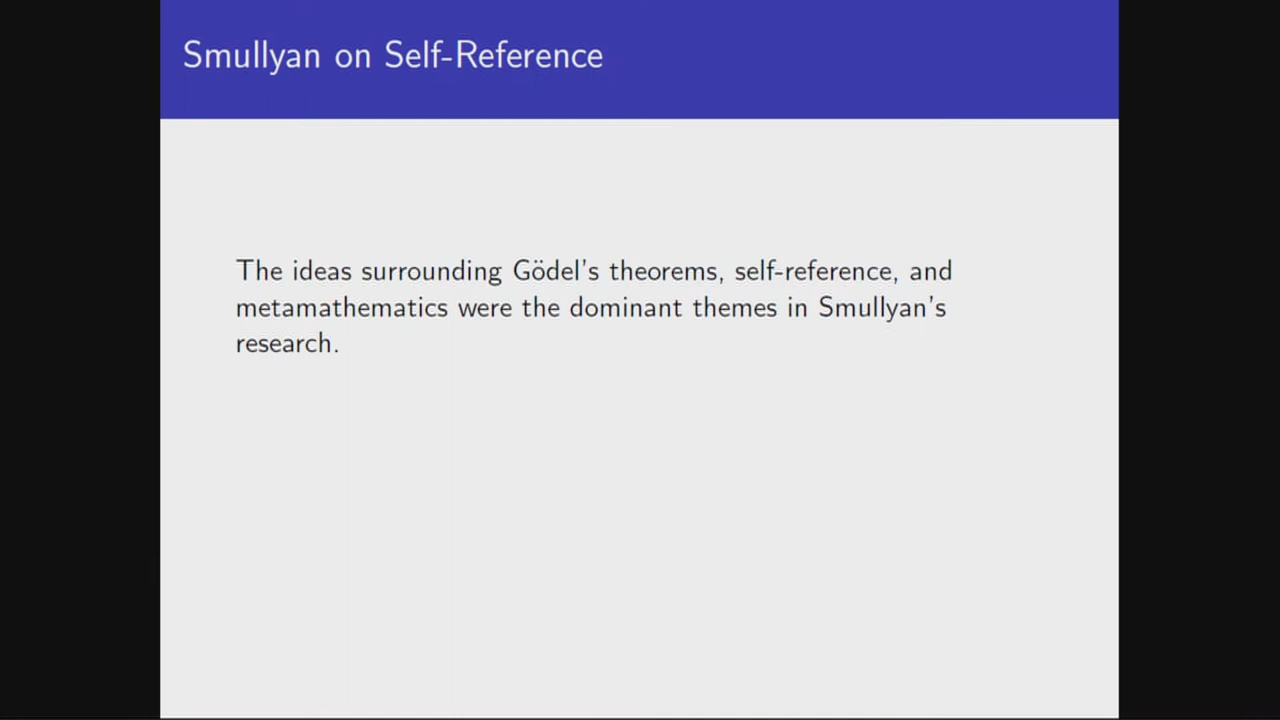 Smullyan on Self-Reference
The ideas surrounding Gödel's theorems, self-reference, and
metamathematics were the dominant themes in Smullyan's
research.